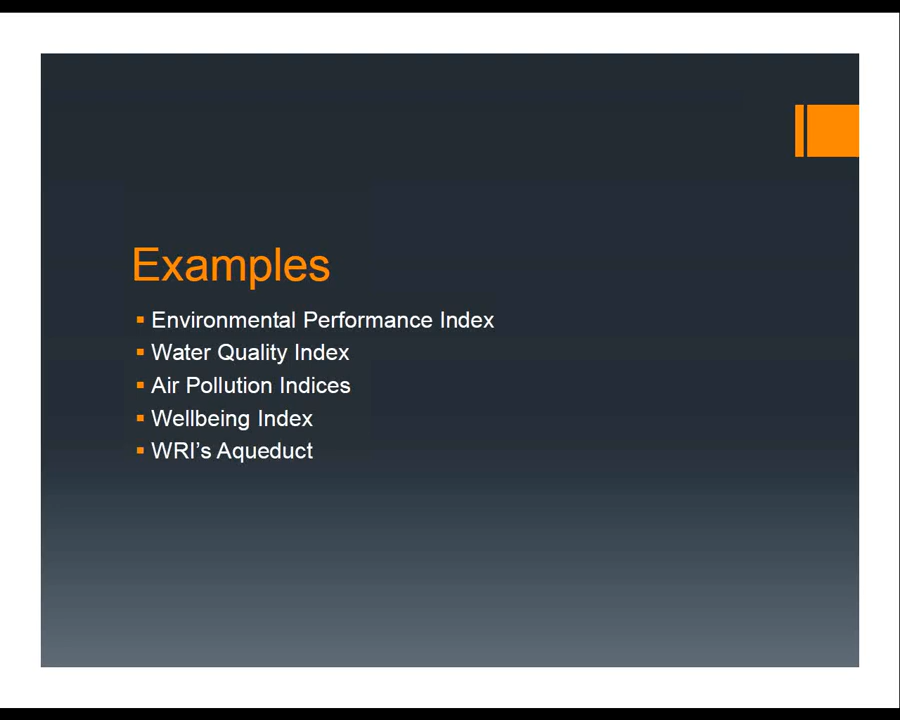 Examples
Environmental Performance Index
Water Quality Index
Air Pollution Indices
Wellbeing Index
WRI’s Aqueduct